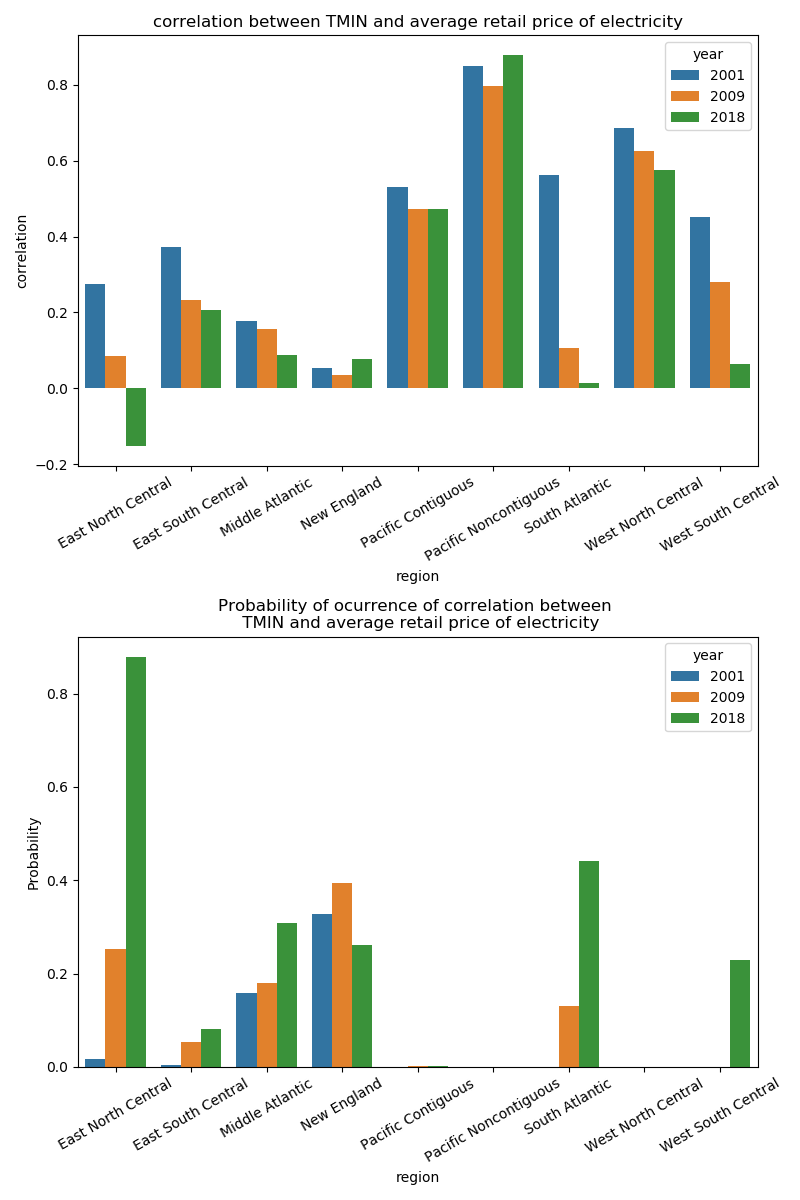 correlation between TMIN and average retail price of electricity
year
2001
2009
2018
correlation
0.8
0.6
0.4
0.2
0.0
−0.2
East North Central
East South Central
Middle Atlantic
New England
Pacific Contiguous
Pacific Noncontiguous
South Atlantic
West North Central
West South Central
region
Probability of ocurrence of correlation between
TMIN and average retail price of electricity
year
2001
2009
2018
Probability
0.8
0.6
0.4
0.2
0.0
East North Central
East South Central
Middle Atlantic
New England
Pacific Contiguous
Pacific Noncontiguous
South Atlantic
West North Central
West South Central
region